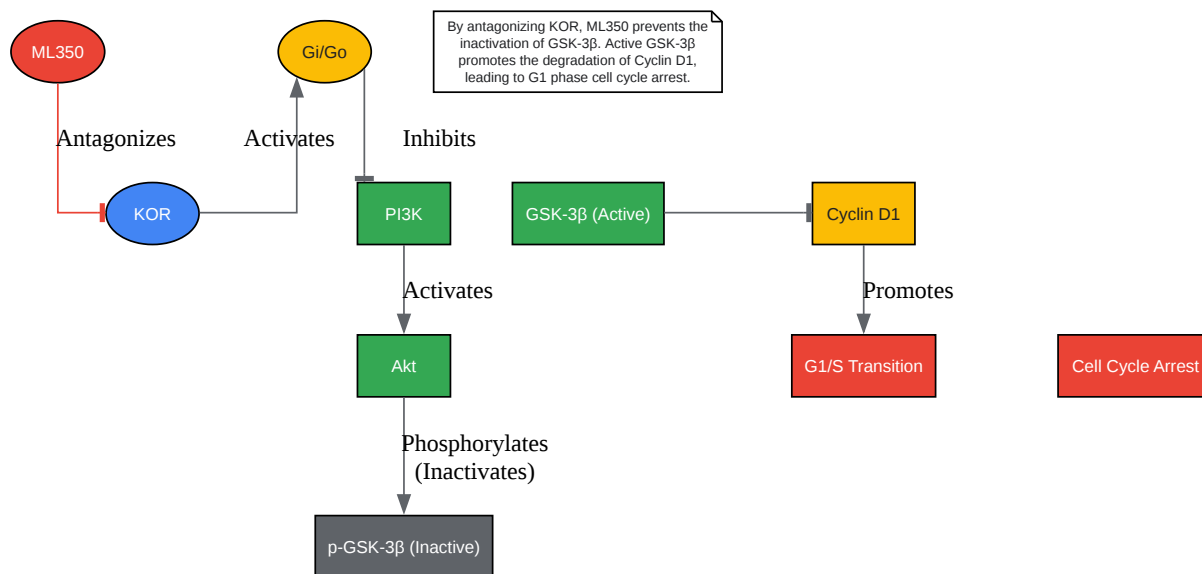 ML350
Gi/Go
By antagonizing KOR, ML350 prevents the
inactivation of GSK-3β. Active GSK-3β
promotes the degradation of Cyclin D1,
leading to G1 phase cell cycle arrest.
Antagonizes
Activates
Inhibits
KOR
PI3K
GSK-3β (Active)
Cyclin D1
Activates
Promotes
Akt
G1/S Transition
Cell Cycle Arrest
Phosphorylates
(Inactivates)
p-GSK-3β (Inactive)